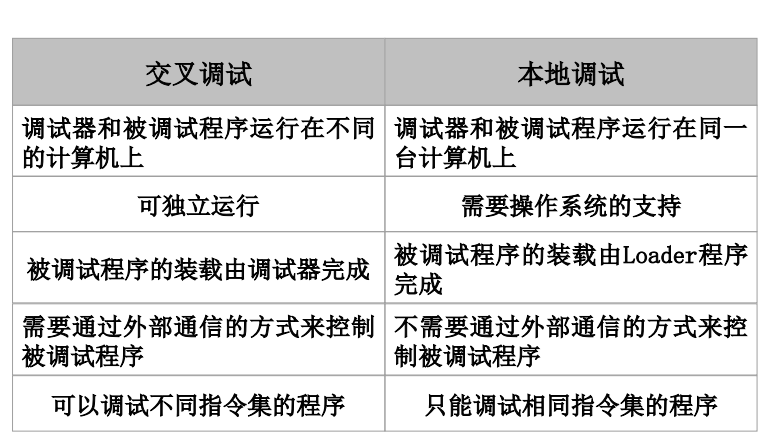 交叉调试
本地调试
调试器和被调试程序运行在不同
的计算机上
调试器和被调试程序运行在同一
台计算机上
可独立运行
需要操作系统的支持
被调试程序的装载由调试器完成
被调试程序的装载由Loader程序
完成
需要通过外部通信的方式来控制
被调试程序
不需要通过外部通信的方式来控
制被调试程序
可以调试不同指令集的程序
只能调试相同指令集的程序